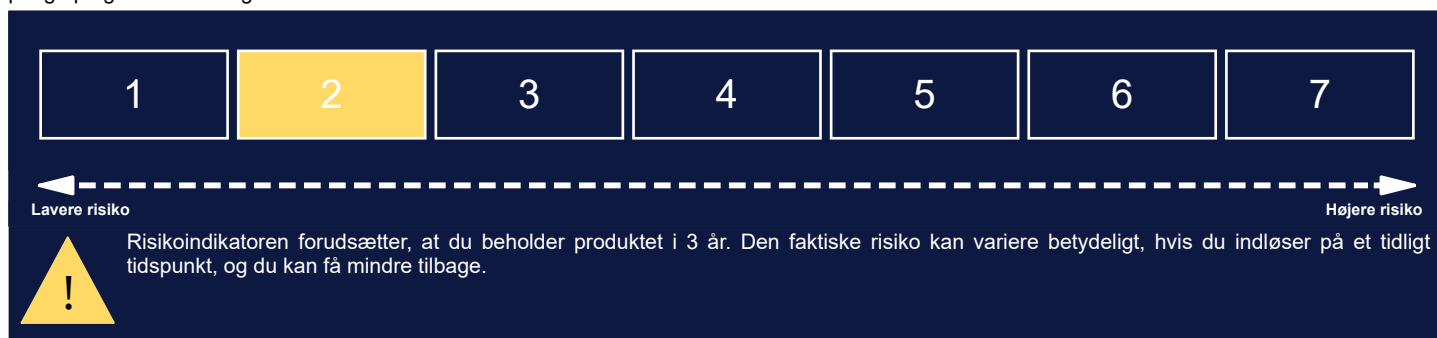 1 2 3 4 5 6 7
Lavere risiko Højere risiko
Risikoindikatoren forudsætter, at du beholder produktet i 3 år. Den faktiske risiko kan variere betydeligt, hvis du indløser på et tidligt
tidspunkt, og du kan få mindre tilbage.
!